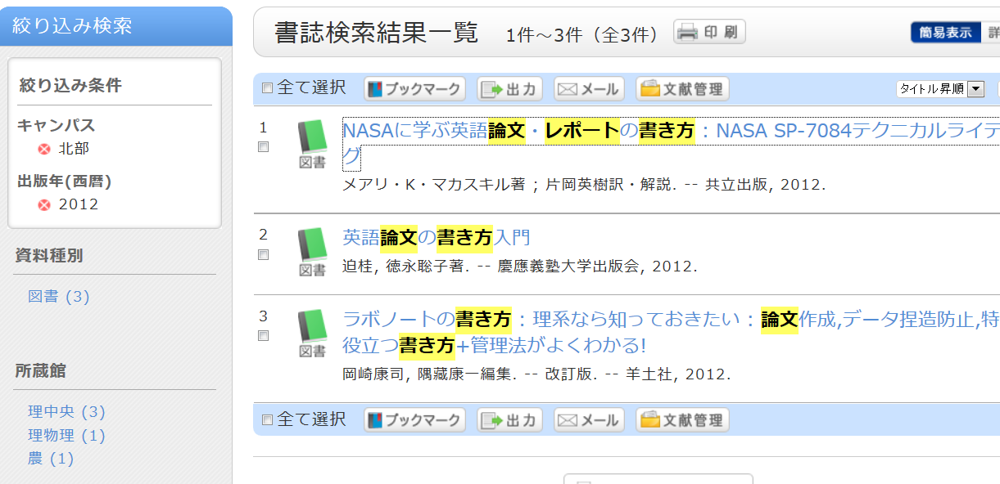 絞り込み検索
絞り込み条件
キャンパス
北部
出版年(西暦)
2012
資料種別
図書 (3)
所蔵館
理中央 (3)
理物理 (1)
農 (1)
書誌検索結果一覧 1件～3件（全3件） 印刷 簡易表示 詳
全て選択 ブックマーク 出力 メール 文献管理 タイトル昇順
1 NASAに学ぶ英語論文・レポートの書き方：NASA SP-7084テクニカルライテ
グ
図書
メアリ・K・マカスキル著 ; 片岡英樹訳・解説. -- 共立出版, 2012.
2 英語論文の書き方入門
図書
迫桂, 徳永聡子著. -- 慶應義塾大学出版会, 2012.
3 ラボノートの書き方：理系なら知っておきたい：論文作成,データ捏造防止,特
役立つ書き方+管理法がよくわかる!
図書
岡崎康司, 隅藏康一編集. -- 改訂版. -- 羊土社, 2012.
全て選択 ブックマーク 出力 メール 文献管理